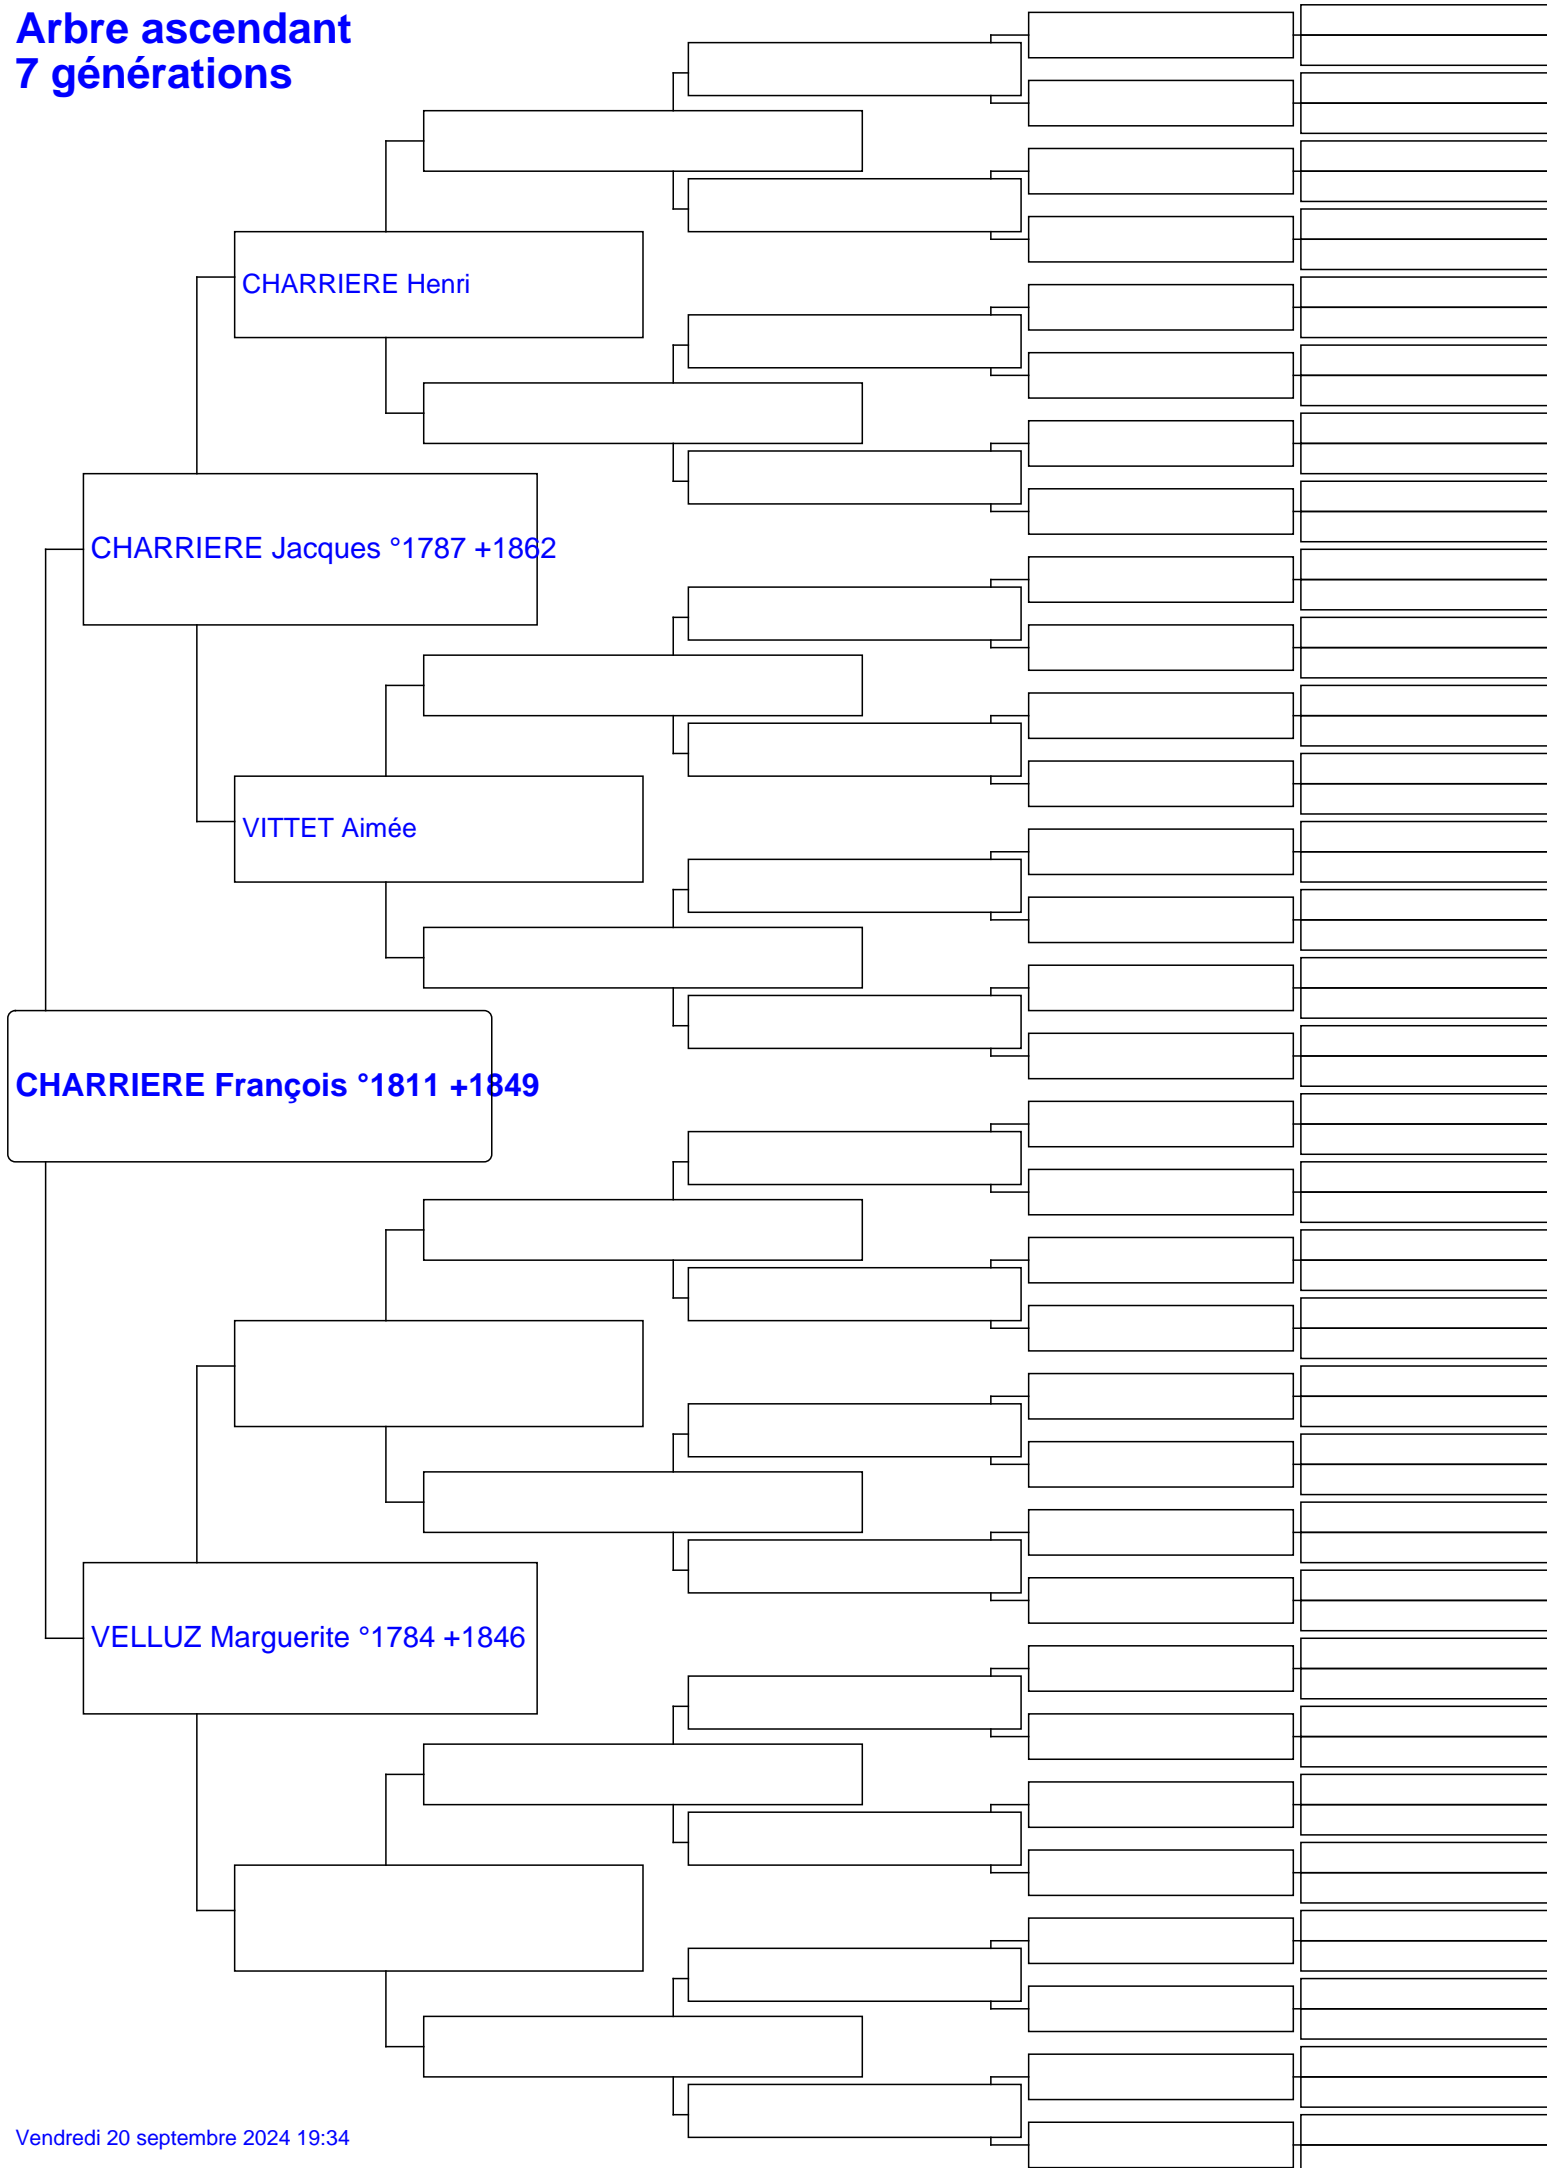 Arbre ascendant
7 générations
CHARRIERE Henri
CHARRIERE Jacques °1787 +1862
VITTET Aimée
CHARRIERE François °1811 +1849
VELLUZ Marguerite °1784 +1846
Vendredi 20 septembre 2024 19:34